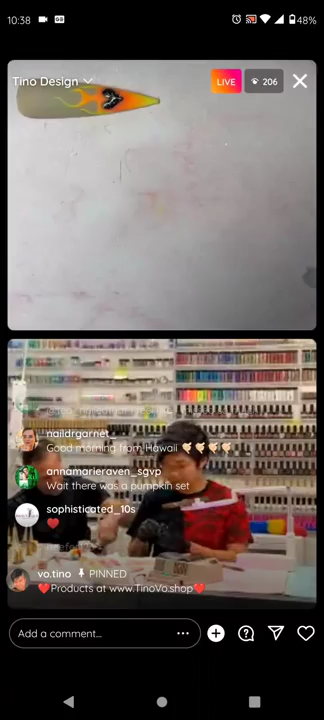 10:38
48%
Tino Design
LIVE
206
naildrgarnet
Good morning from Hawaii 🤏🏼🤏🏼🤏🏼🤏🏼
annamarieraven_sgvp
Wait there was a pumpkin set
sophisticated_10s
❤️
vo.tino 📌 PINNED
❤️Products at www.TinoVo.shop❤️
Add a comment...